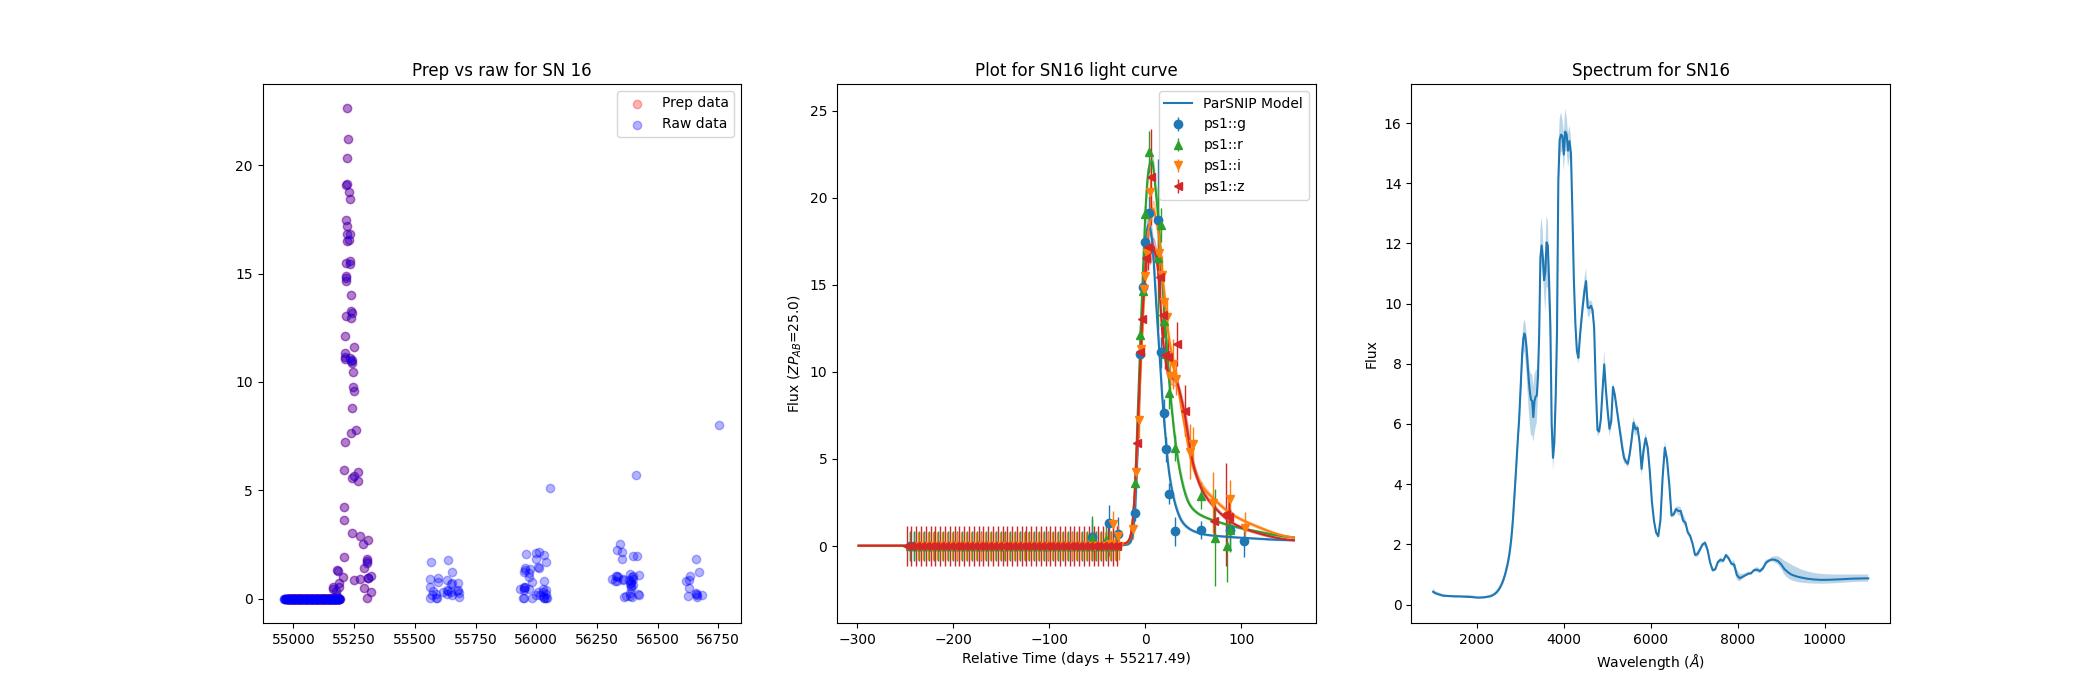 Prep vs raw for SN 16
Prep data
Raw data
20
15
10
5
0
55000 55250 55500 55750 56000 56250 56500 56750
Plot for SN16 light curve
ParSNIP Model
ps1::g
ps1::r
ps1::i
ps1::z
Flux (ZP_AB=25.0)
25
20
15
10
5
0
−300 −200 −100 0 100
Relative Time (days + 55217.49)
Spectrum for SN16
Flux
16
14
12
10
8
6
4
2
0
2000 4000 6000 8000 10000
Wavelength (Å)